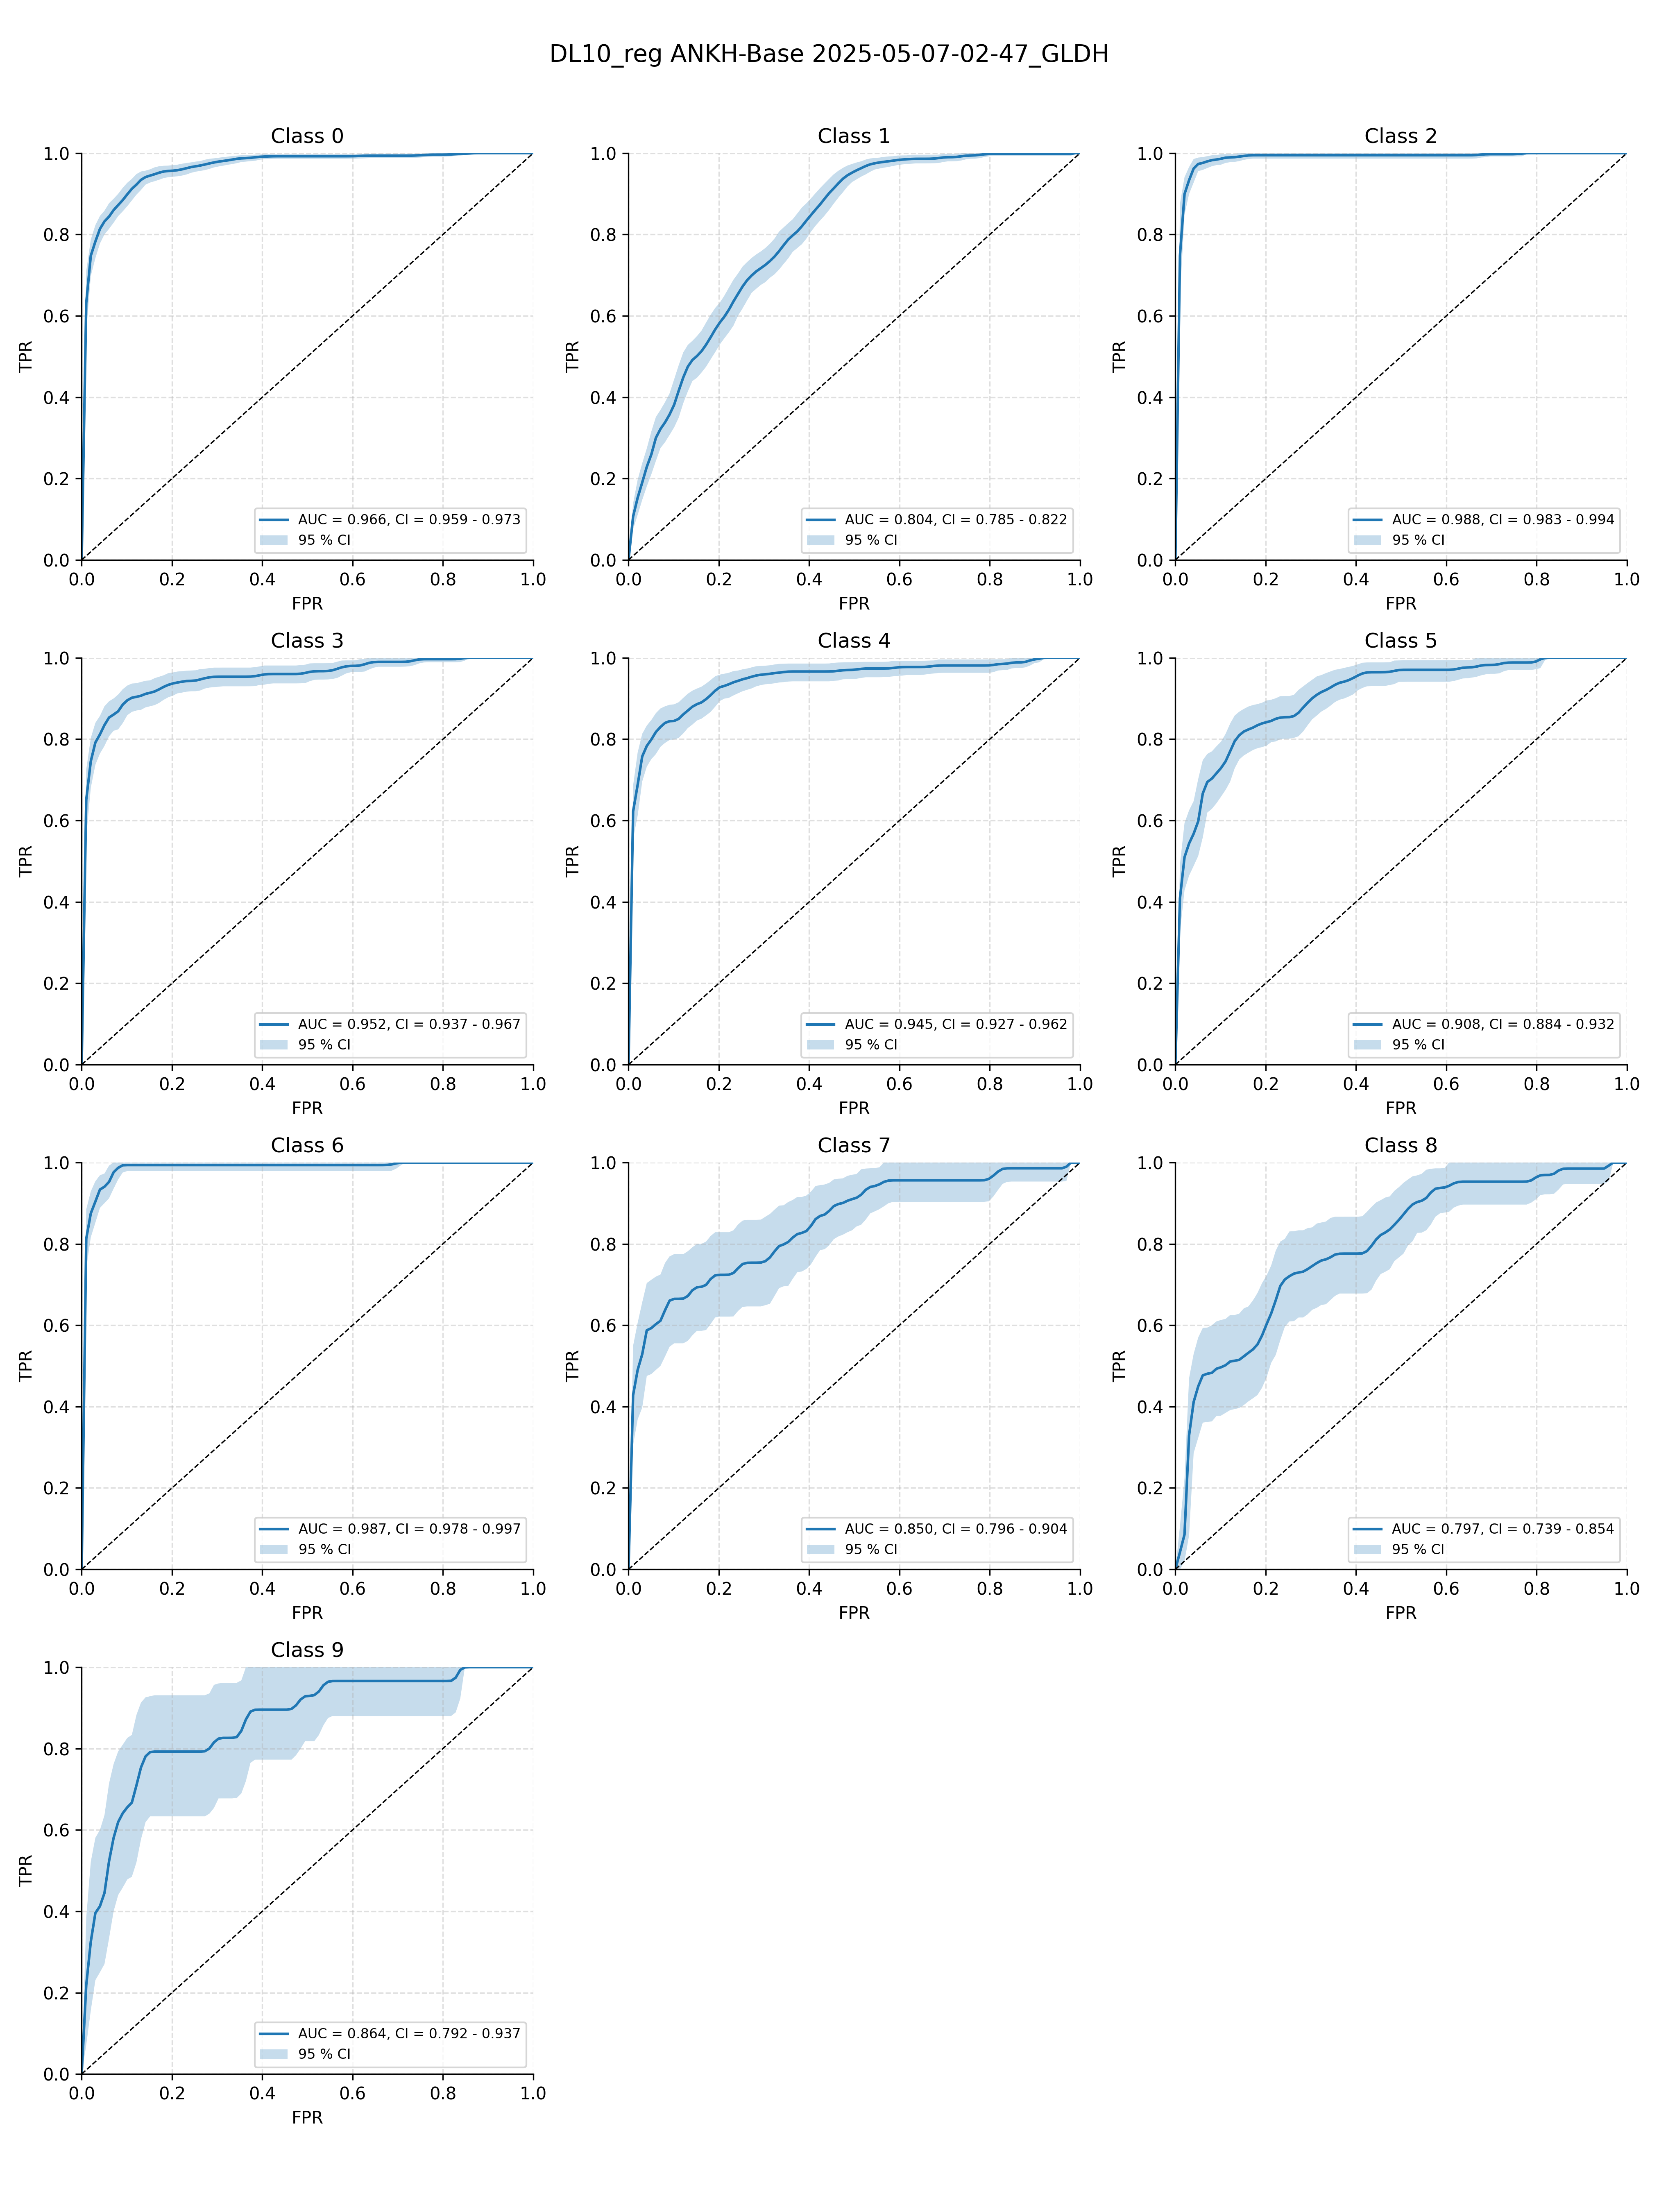 DL10_reg ANKH-Base 2025-05-07-02-47_GLDH
Class 0
TPR
1.0
0.8
0.6
0.4
0.2
0.0
AUC = 0.966, CI = 0.959 - 0.973
95 % CI
0.0 0.2 0.4 0.6 0.8 1.0
FPR
Class 1
TPR
1.0
0.8
0.6
0.4
0.2
0.0
AUC = 0.804, CI = 0.785 - 0.822
95 % CI
0.0 0.2 0.4 0.6 0.8 1.0
FPR
Class 2
TPR
1.0
0.8
0.6
0.4
0.2
0.0
AUC = 0.988, CI = 0.983 - 0.994
95 % CI
0.0 0.2 0.4 0.6 0.8 1.0
FPR
Class 3
TPR
1.0
0.8
0.6
0.4
0.2
0.0
AUC = 0.952, CI = 0.937 - 0.967
95 % CI
0.0 0.2 0.4 0.6 0.8 1.0
FPR
Class 4
TPR
1.0
0.8
0.6
0.4
0.2
0.0
AUC = 0.945, CI = 0.927 - 0.962
95 % CI
0.0 0.2 0.4 0.6 0.8 1.0
FPR
Class 5
TPR
1.0
0.8
0.6
0.4
0.2
0.0
AUC = 0.908, CI = 0.884 - 0.932
95 % CI
0.0 0.2 0.4 0.6 0.8 1.0
FPR
Class 6
TPR
1.0
0.8
0.6
0.4
0.2
0.0
AUC = 0.987, CI = 0.978 - 0.997
95 % CI
0.0 0.2 0.4 0.6 0.8 1.0
FPR
Class 7
TPR
1.0
0.8
0.6
0.4
0.2
0.0
AUC = 0.850, CI = 0.796 - 0.904
95 % CI
0.0 0.2 0.4 0.6 0.8 1.0
FPR
Class 8
TPR
1.0
0.8
0.6
0.4
0.2
0.0
AUC = 0.797, CI = 0.739 - 0.854
95 % CI
0.0 0.2 0.4 0.6 0.8 1.0
FPR
Class 9
TPR
1.0
0.8
0.6
0.4
0.2
0.0
AUC = 0.864, CI = 0.792 - 0.937
95 % CI
0.0 0.2 0.4 0.6 0.8 1.0
FPR